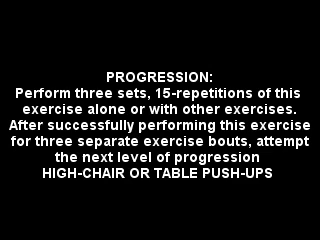 PROGRESSION:
Perform three sets, 15-repetitions of this
exercise alone or with other exercises.
After successfully performing this exercise
for three separate exercise bouts, attempt
the next level of progression
HIGH-CHAIR OR TABLE PUSH-UPS